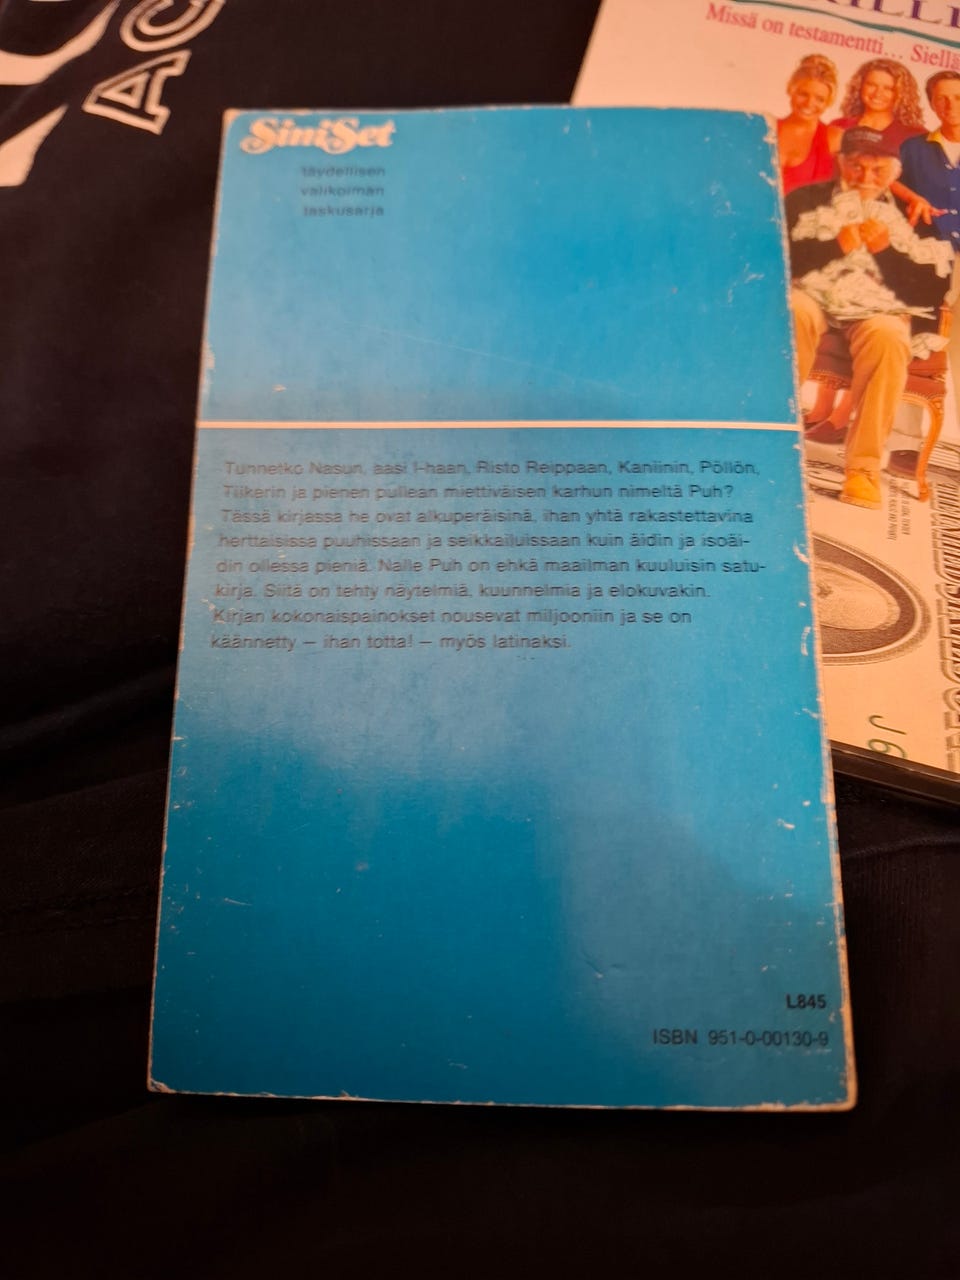 SiniSet
täydellisen
valikoiman
taskusarja
Tunnetko Nasun, aasi I-haan, Risto Reippaan, Kaniinin, Pöllön,
Tiikerin ja pienen pullean miettiväisen karhun nimeltä Puh?
Tässä kirjassa he ovat alkuperäisinä, ihan yhtä rakastettavina
herttaisissa puuhissaan ja seikkailuissaan kuin äidin ja isoäi-
din ollessa pieniä. Nalle Puh on ehkä maailman kuuluisin satu-
kirja. Siitä on tehty näytelmiä, kuunnelmia ja elokuvakin.
Kirjan kokonaispainokset nousevat miljooniin ja se on
käännetty – ihan totta! – myös latinaksi.
L845
ISBN 951-0-00130-9
Missä on testamentti... Siellä
AC